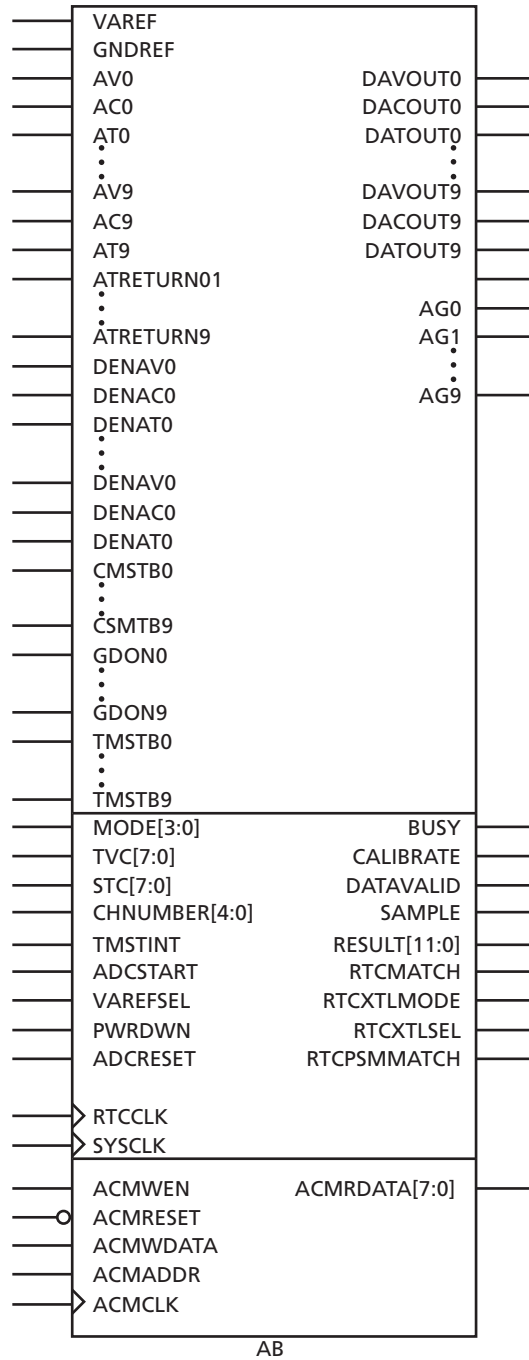 VAREF
GNDREF
AV0 DAVOUT0
AC0 DACOUT0
AT0 DATOUT0
AV9 DAVOUT9
AC9 DACOUT9
AT9 DATOUT9
ATRETURN01
AG0
ATRETURN9 AG1
DENAV0
DENAC0 AG9
DENAT0
DENAV0
DENAC0
DENAT0
CMSTB0
CSMTB9
GDON0
GDON9
TMSTB0
TMSTB9
MODE[3:0] BUSY
TVC[7:0] CALIBRATE
STC[7:0] DATAVALID
CHNUMBER[4:0] SAMPLE
TMSTINT RESULT[11:0]
ADCSTART RTCMATCH
VAREFSEL RTCXTLMODE
PWRDWN RTCXTLSEL
ADCRESET RTCPSMMATCH
RTCCLK
SYSCLK
ACMWEN ACMRDATA[7:0]
ACMRESET
ACMWDATA
ACMADDR
ACMCLK
AB